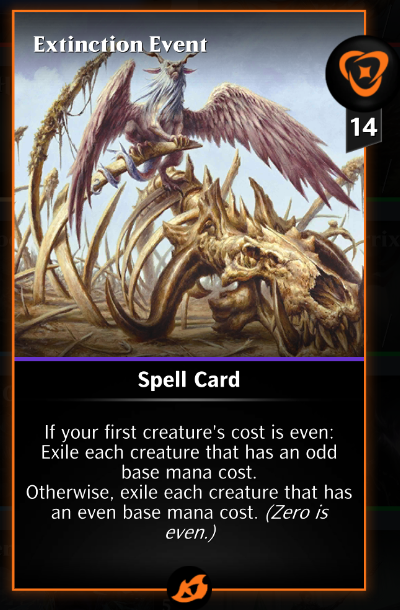 Extinction Event
14
Spell Card
If your first creature's cost is even:
Exile each creature that has an odd
base mana cost.
Otherwise, exile each creature that has
an even base mana cost. (Zero is
even.)